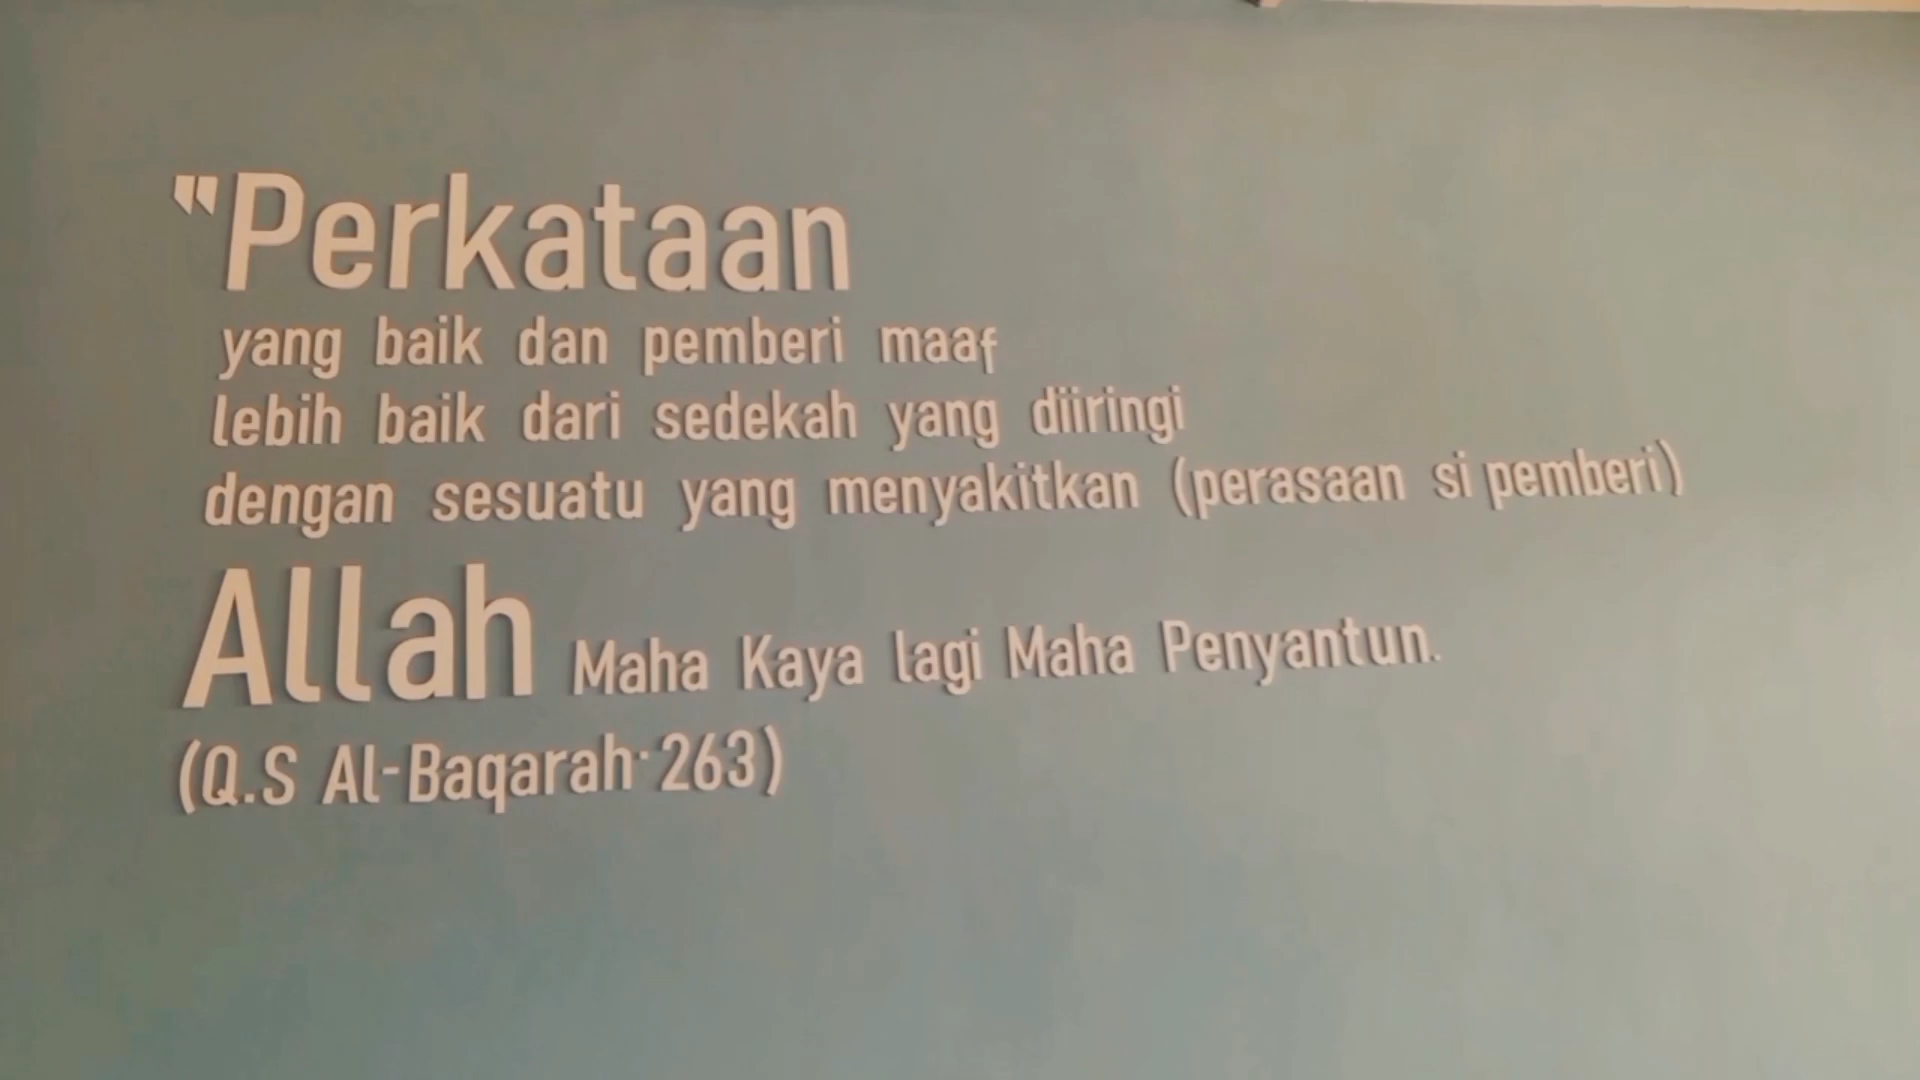 "Perkataan
yang baik dan pemberi maaf
lebih baik dari sedekah yang diiringi
dengan sesuatu yang menyakitkan (perasaan si pemberi)
Allah Maha Kaya lagi Maha Penyantun.
(Q.S Al-Baqarah·263)